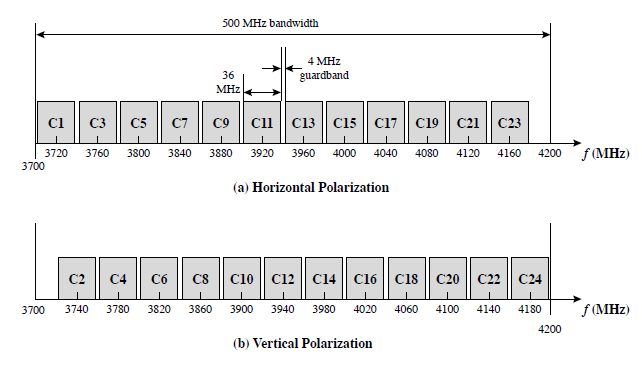 500 MHz bandwidth
4 MHz
guardband
36
MHz
C1 C3 C5 C7 C9 C11 C13 C15 C17 C19 C21 C23
3720 3760 3800 3840 3880 3920 3960 4000 4040 4080 4120 4160 4200 f (MHz)
3700
(a) Horizontal Polarization
C2 C4 C6 C8 C10 C12 C14 C16 C18 C20 C22 C24
3700 3740 3780 3820 3860 3900 3940 3980 4020 4060 4100 4140 4180 f (MHz)
4200
(b) Vertical Polarization